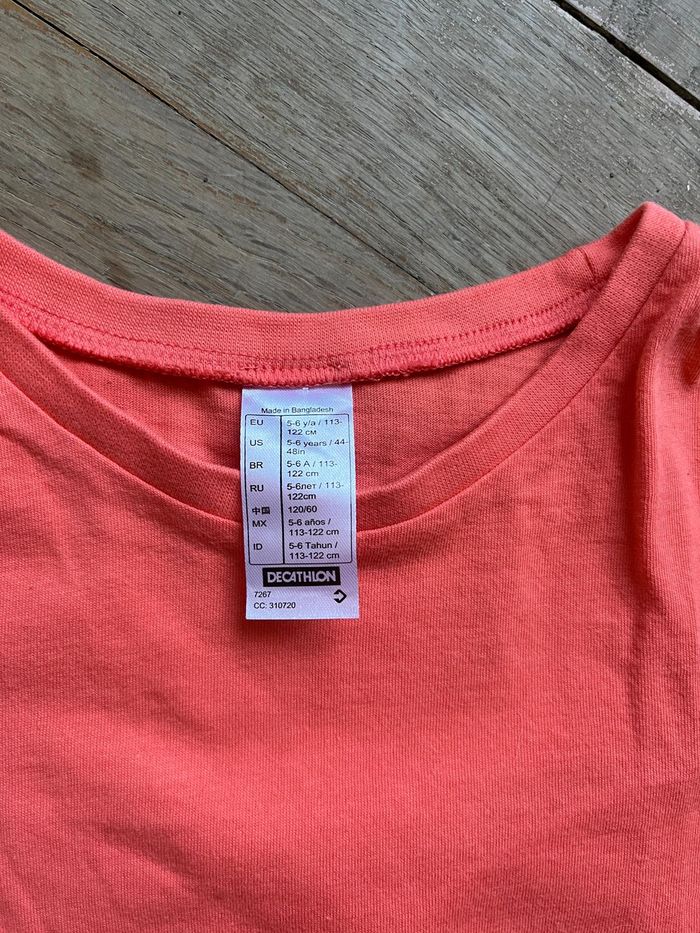 Made in Bangladesh
EU 5-6 y/a / 113-
122 см
US 5-6 years / 44-
48in
BR 5-6 A / 113-
122 cm
RU 5-6лет / 113-
122cm
中国 120/60
MX 5-6 años /
113-122 cm
ID 5-6 Tahun /
113-122 cm
DECATHLON
7267
CC: 310720